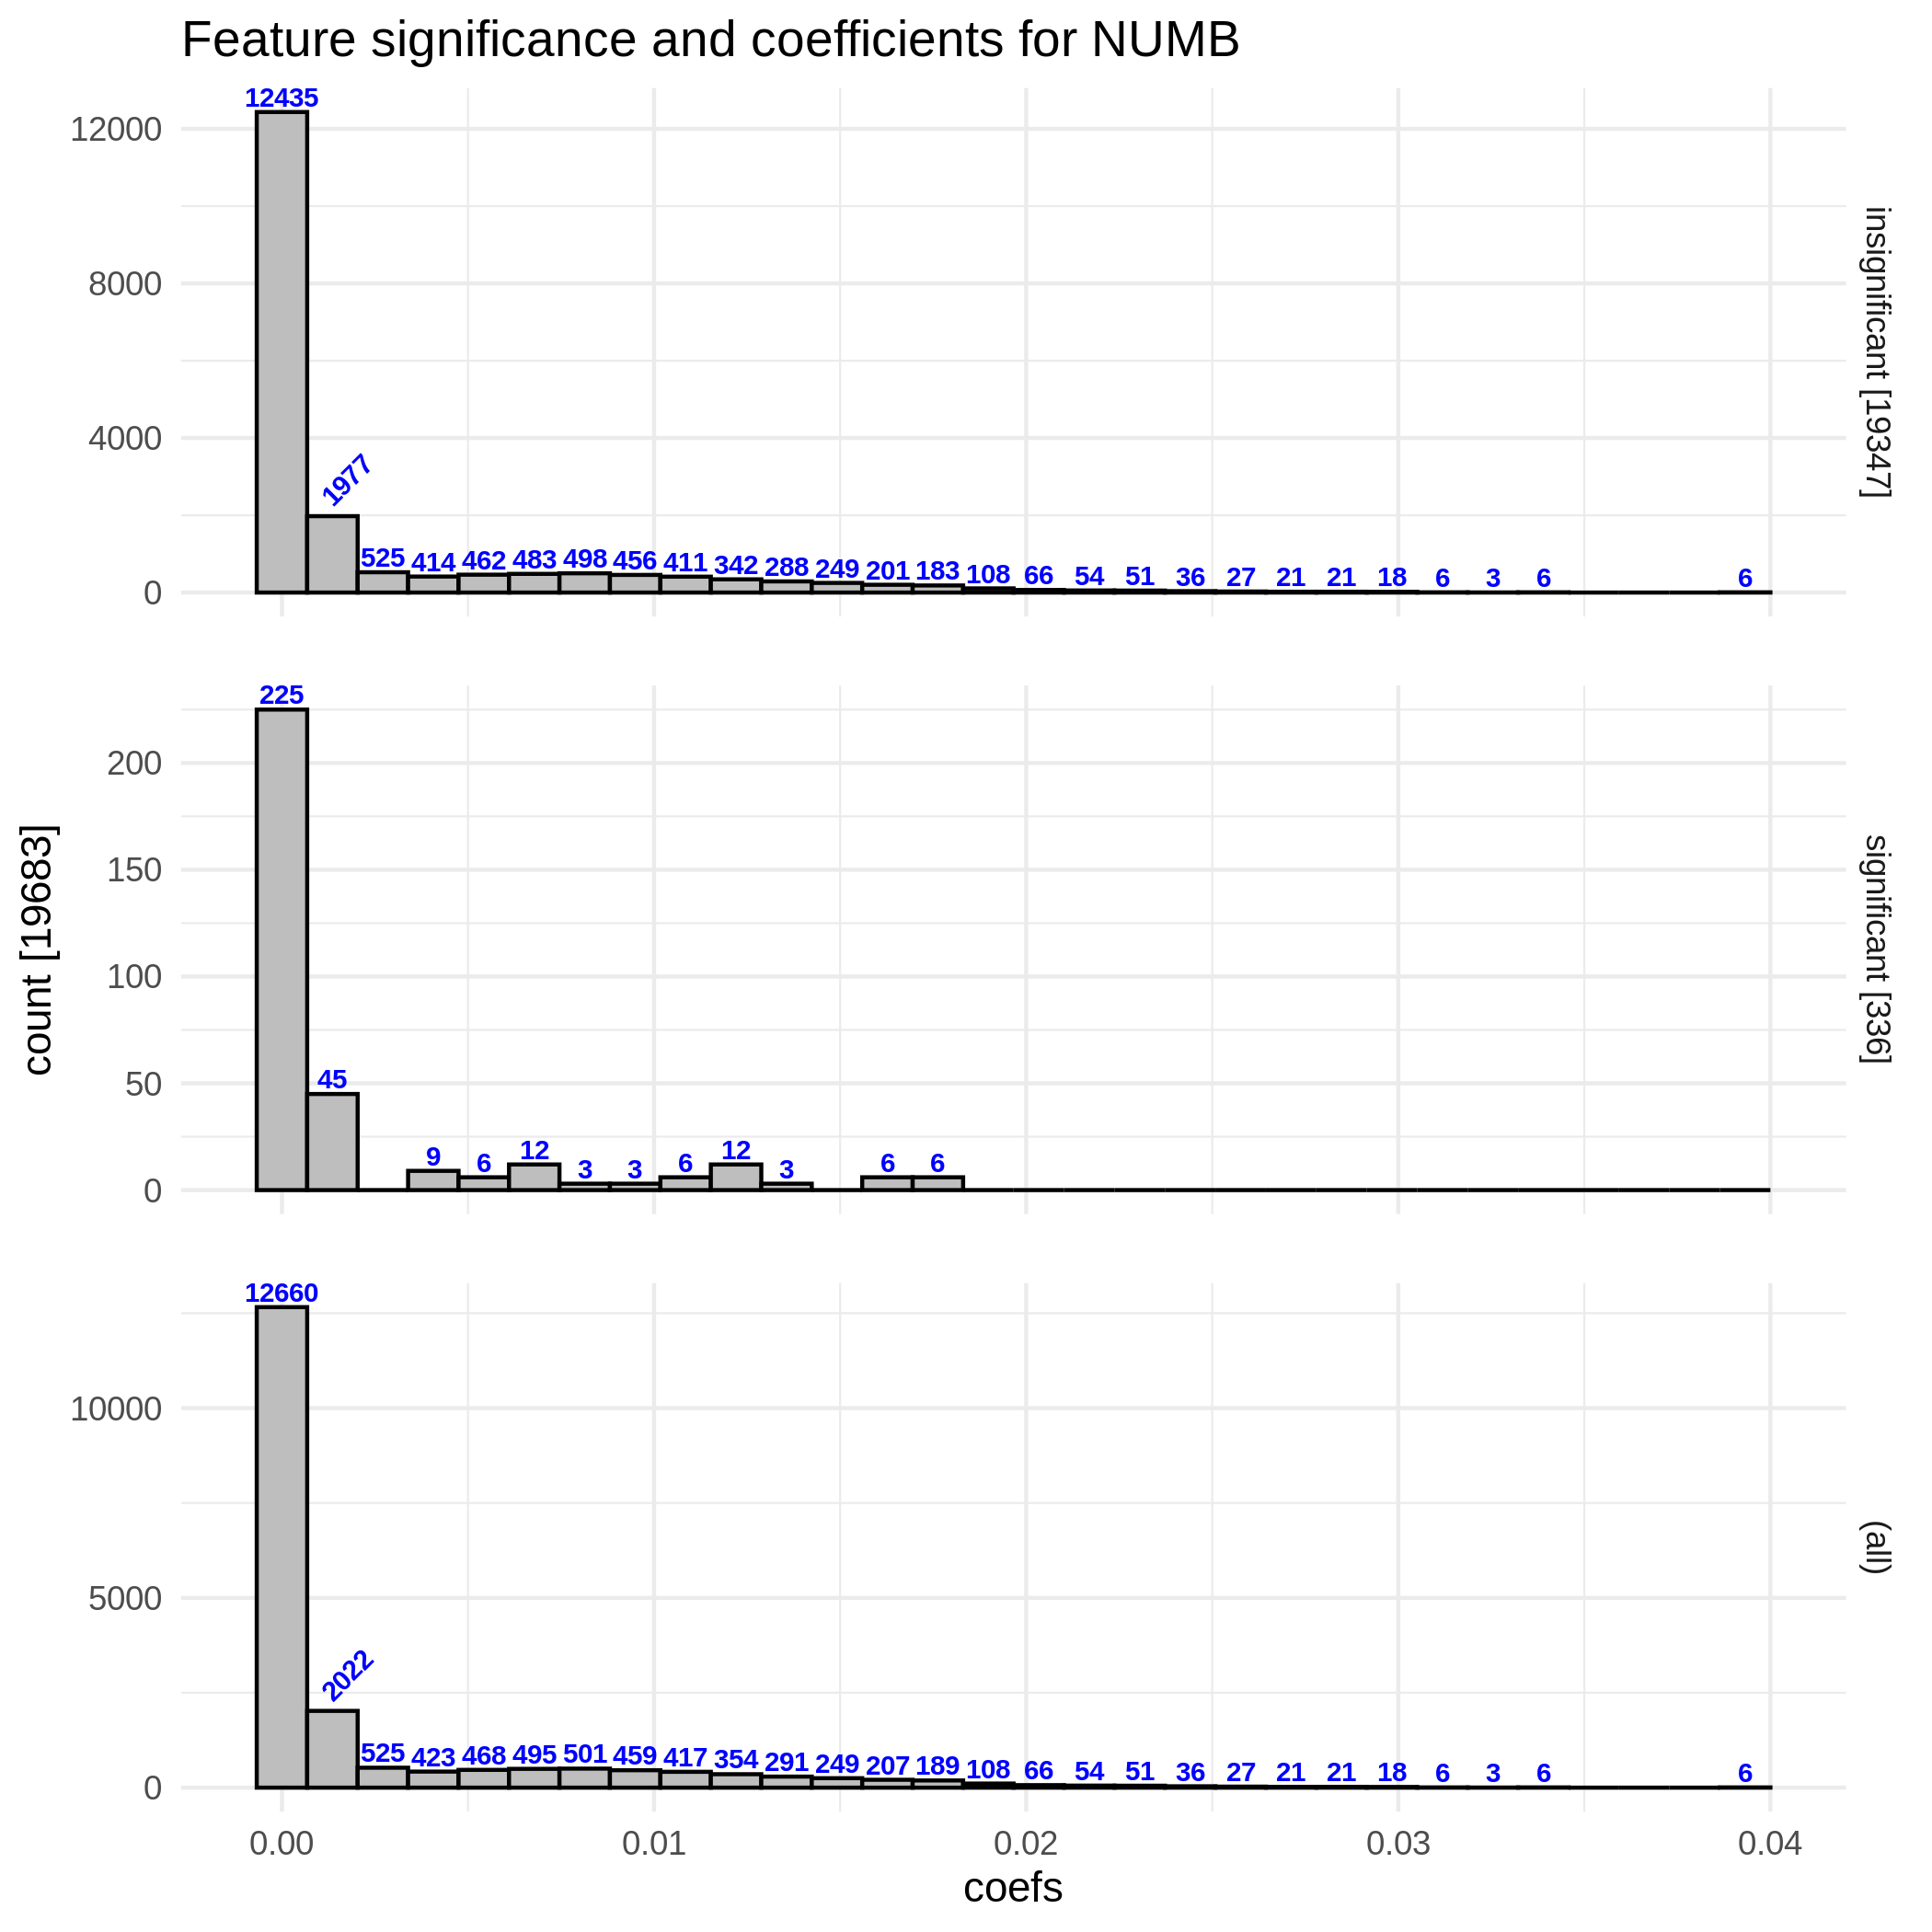 Feature significance and coefficients for NUMB
12435
12000
8000
4000
0
1977
525 414 462 483 498 456 411 342 288 249 201 183 108 66 54 51 36 27 21 21 18 6 3 6 6
insignificant [19347]
count [19683]
225
200
150
100
50
0
45
9 6 12 3 3 6 12 3 6 6
significant [336]
12660
10000
5000
0
2022
525 423 468 495 501 459 417 354 291 249 207 189 108 66 54 51 36 27 21 21 18 6 3 6 6
(all)
0.00 0.01 0.02 0.03 0.04
coefs